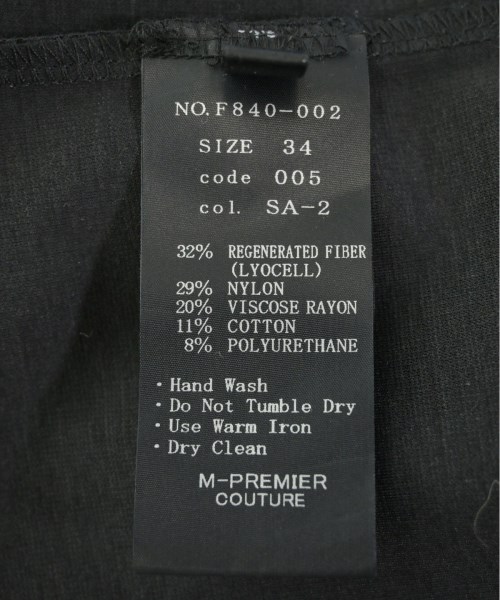 NO.F840-002
SIZE 34
code 005
col. SA-2
32% REGENERATED FIBER
(LYOCELL)
29% NYLON
20% VISCOSE RAYON
11% COTTON
8% POLYURETHANE
・Hand Wash
・Do Not Tumble Dry
・Use Warm Iron
・Dry Clean
M-PREMIER
COUTURE